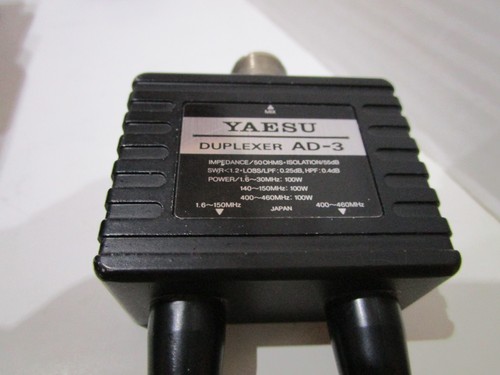 YAESU
DUPLEXER AD-3
IMPEDANCE/50OHMS·ISOLATION/55dB
SWR<1.2·LOSS/LPF: 0.25dB, HPF: 0.4dB
POWER/1.6~30MHz: 100W
140~150MHz: 100W
400~460MHz: 100W
1.6~150MHz JAPAN 400~460MHz